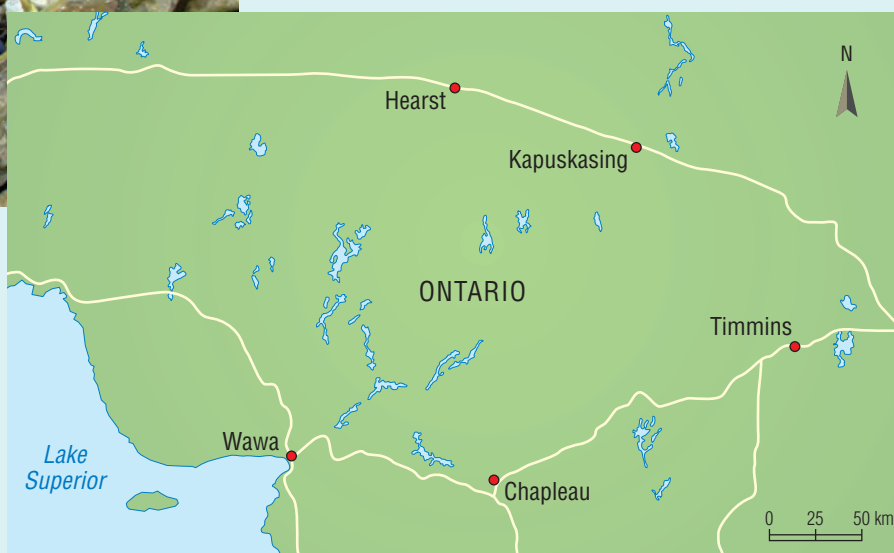 N
Hearst
Kapuskasing
ONTARIO
Timmins
Wawa
Lake
Superior
Chapleau
0 25 50 km